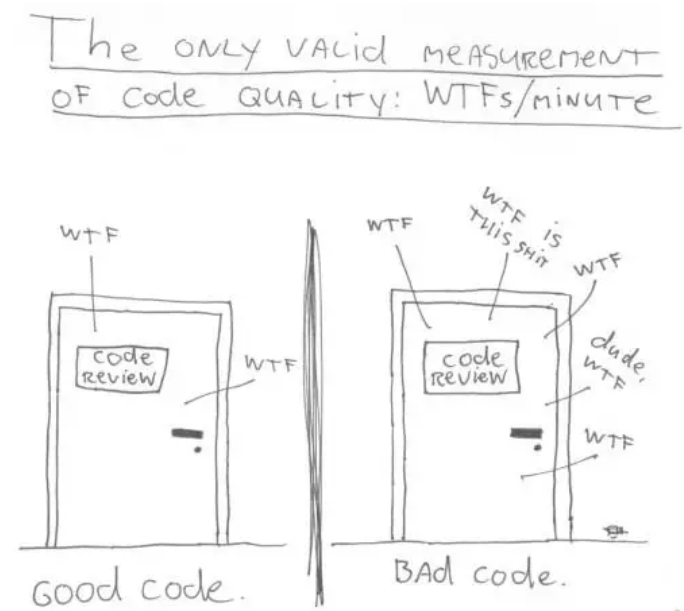 The ONLY VALID MEASUREMENT
OF CODE QUALITY: WTFs/MINUTE
WTF
code
REVIEW
WTF
GOOD code.
WTF
WTF is
THIS SHIT
WTF
code
REVIEW
dude,
WTF
WTF
BAd code.